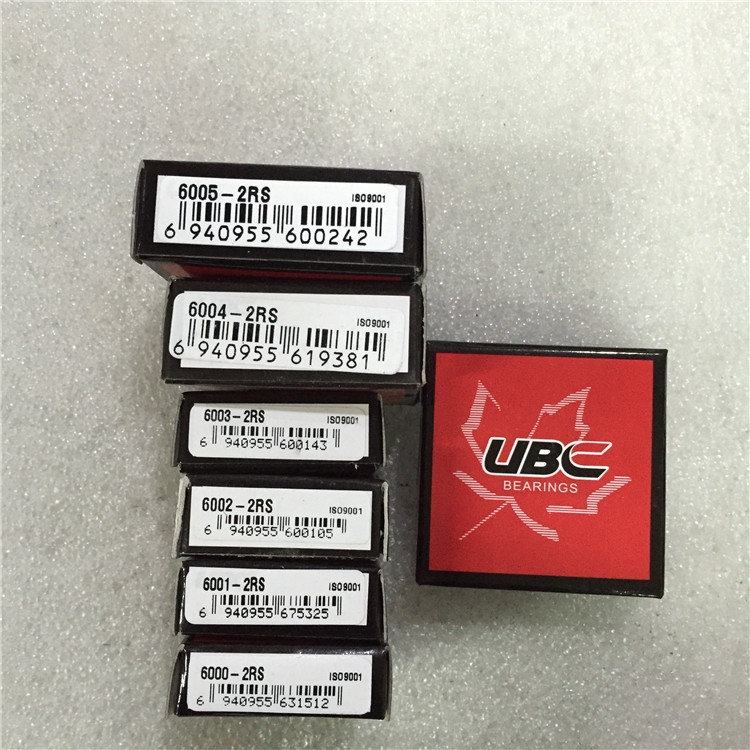 6005-2RS ISO9001
6 940955 600242
6004-2RS ISO9001
6 940955 619381
6003-2RS ISO9001
6 940955 600143
6002-2RS ISO9001
6 940955 600105
6001-2RS ISO9001
6 940955 675325
6000-2RS ISO9001
6 940955 631512
UBC
BEARINGS